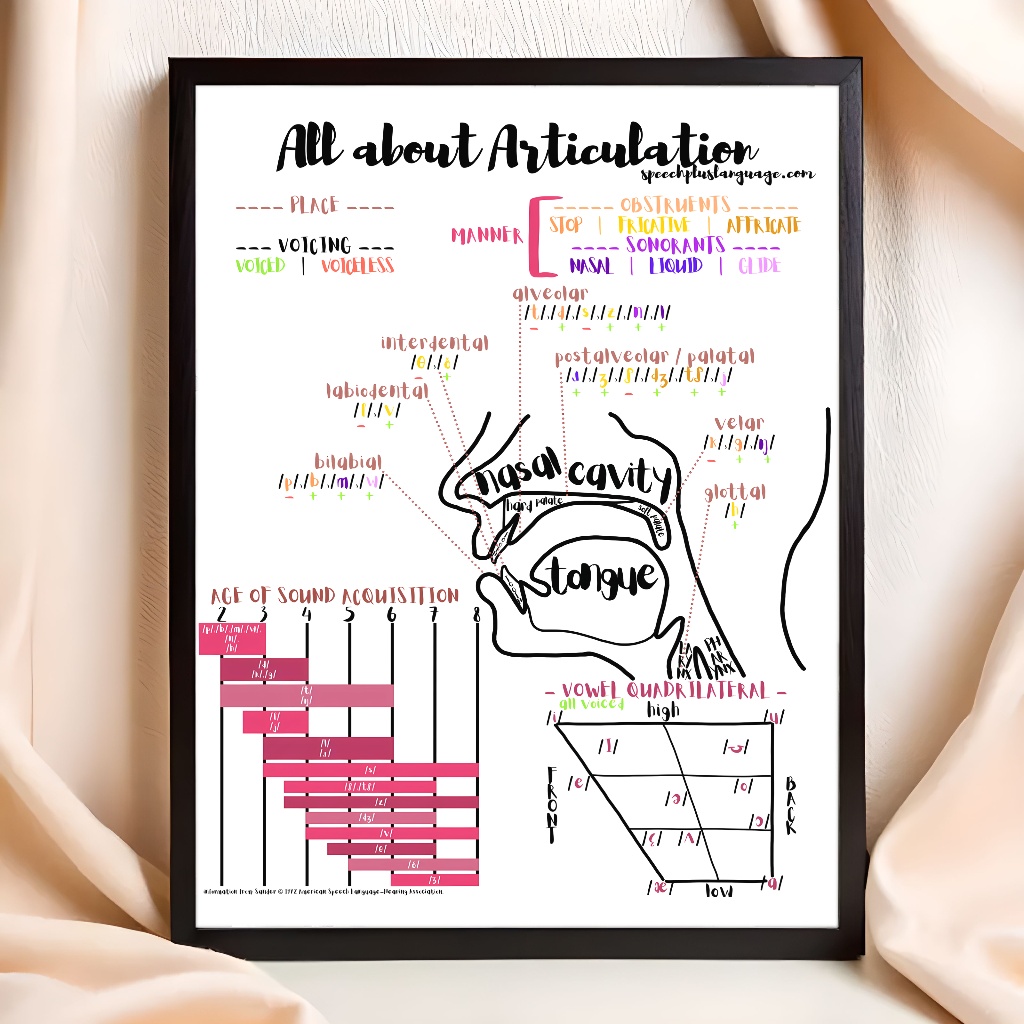 All about Articulation
speechpluslanguage.com
---- PLACE ----
--- VOICING ---
VOICED | VOICELESS
MANNER
----- OBSTRUENTS -----
STOP | FRICATIVE | AFFRICATE
---- SONORANTS ----
NASAL | LIQUID | GLIDE
alveolar
/t/,/d/,/s/,/z/,/n/,/l/
- + - + + +
interdental
/θ/,/ð/
- +
postalveolar / palatal
/ɹ/,/ʒ/,/ʃ/,/dʒ/,/tʃ/,/j/
+ + - + + +
labiodental
/f/,/v/
- +
velar
/k/,/g/,/ŋ/
- + +
bilabial
/p/,/b/,/m/,/w/
- + + +
glottal
/h/
+
nasal cavity
hard palate
soft palate
tongue
LARYNX
PHARYNX
AGE OF SOUND ACQUISITION
2 3 4 5 6 7 8
/p/,/b/,/m/,/w/,
/n/,
/h/
/d/
/k/,/g/
/t/
/ŋ/
/f/
/j/
/l/
/ɹ/
/s/
/ʃ/,/tʃ/
/z/
/dʒ/
/v/
/θ/
/ð/
/ʒ/
Information from Sander © 1972 American Speech-Language-Hearing Association
- VOWEL QUADRILATERAL -
all voiced
high
/i/ /u/
/ɪ/ /ʊ/
FRONT
BACK
/e/ /o/
/ə/
/ɔ/
/ɛ/ /ʌ/
/æ/ low /ɑ/